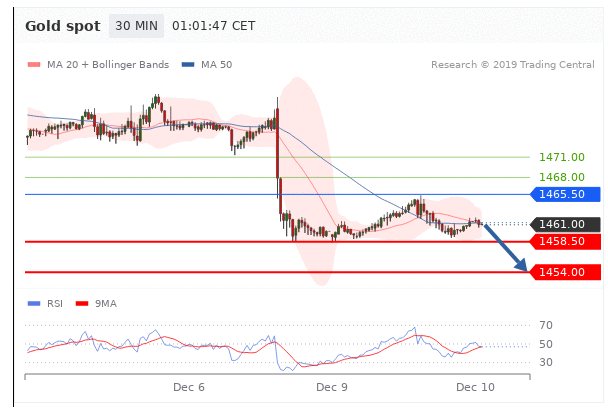 Gold spot 30 MIN 01:01:47 CET
MA 20 + Bollinger Bands MA 50 Research © 2019 Trading Central
1471.00
1468.00
1465.50
1461.00
1458.50
1454.00
RSI 9MA
70
50
30
Dec 6 Dec 9 Dec 10